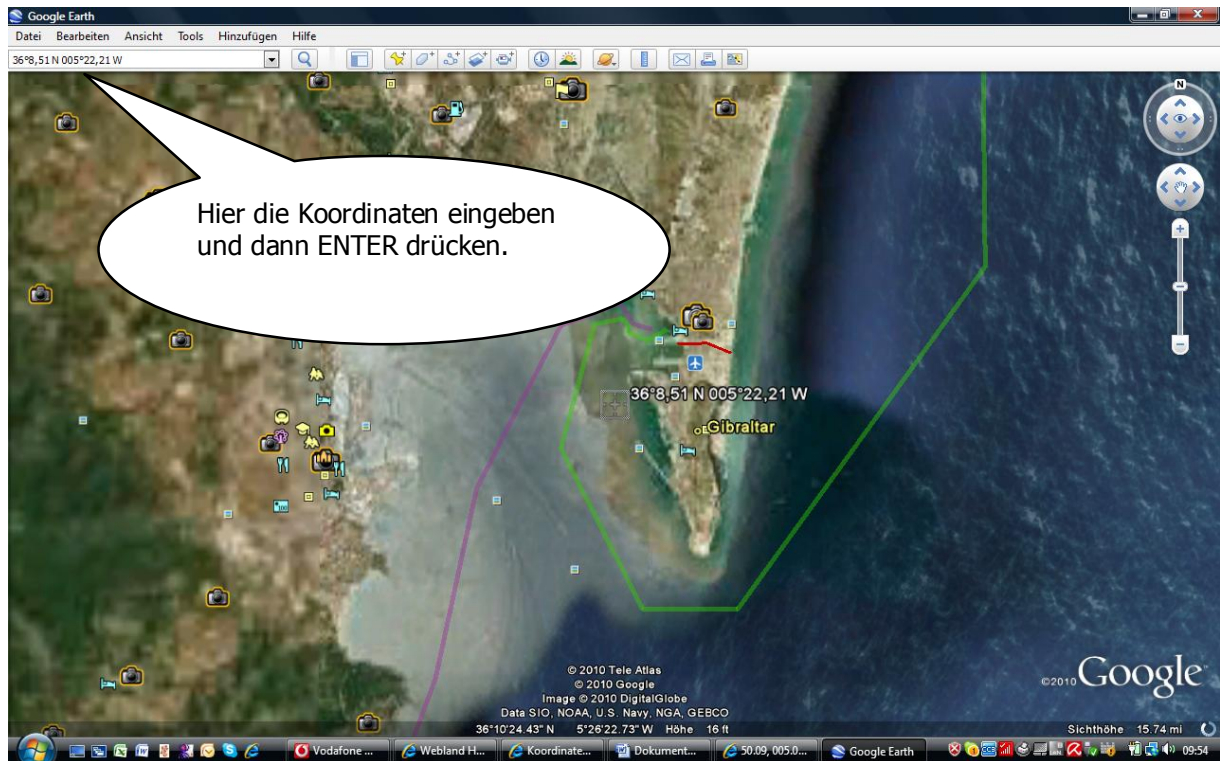 Google Earth
Datei Bearbeiten Ansicht Tools Hinzufügen Hilfe
36°8,51 N 005°22,21 W
N
Hier die Koordinaten eingeben
und dann ENTER drücken.
36°8,51 N 005°22,21 W
Gibraltar
© 2010 Tele Atlas
© 2010 Google
Image © 2010 DigitalGlobe
Data SIO, NOAA, U.S. Navy, NGA, GEBCO
©2010 Google
36°10'24.43" N 5°26'22.73" W Höhe 16 ft
Sichthöhe 15.74 mi
Vodafone ... Webland H... Koordinate... Dokument... 50.09, 005.0... Google Earth 09:54